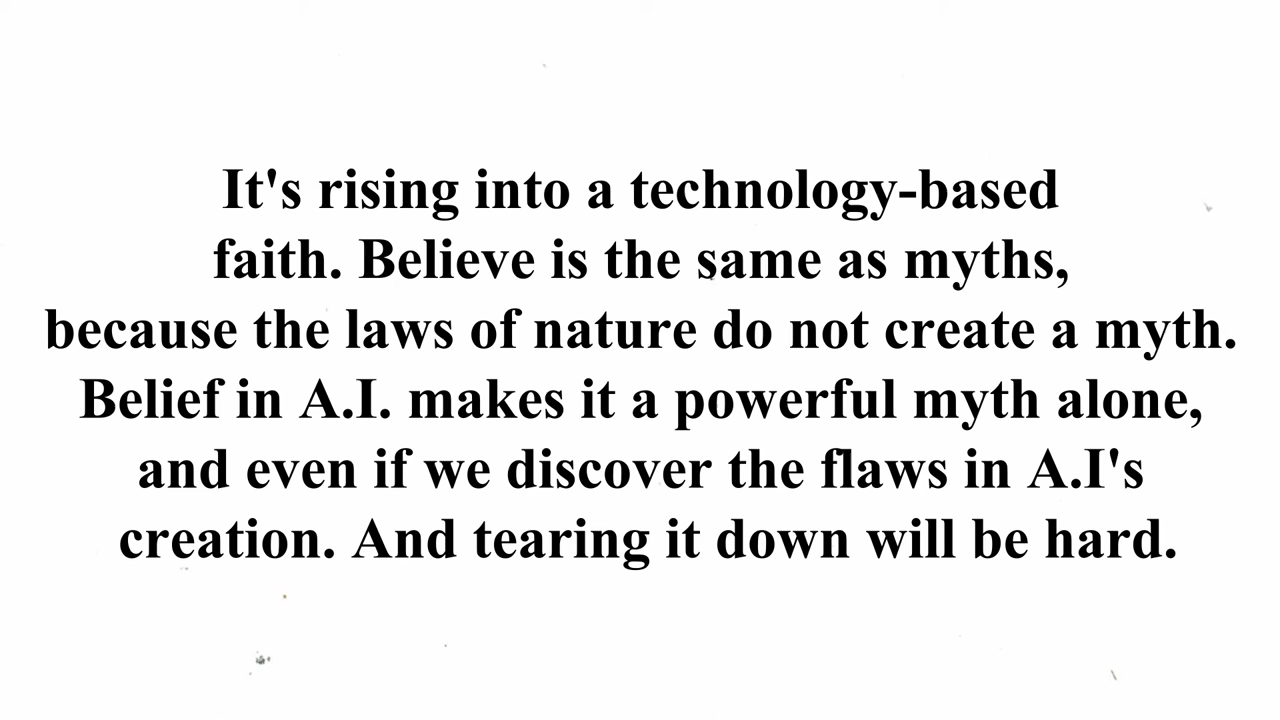 It's rising into a technology-based
faith. Believe is the same as myths,
because the laws of nature do not create a myth.
Belief in A.I. makes it a powerful myth alone,
and even if we discover the flaws in A.I's
creation. And tearing it down will be hard.